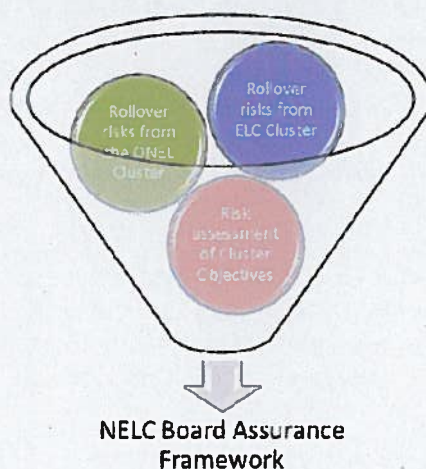 Rollover
risks from
the ONEL
Cluster
Rollover
risks from
ELC Cluster
Risk
assessment
of Cluster
Objectives
NELC Board Assurance
Framework